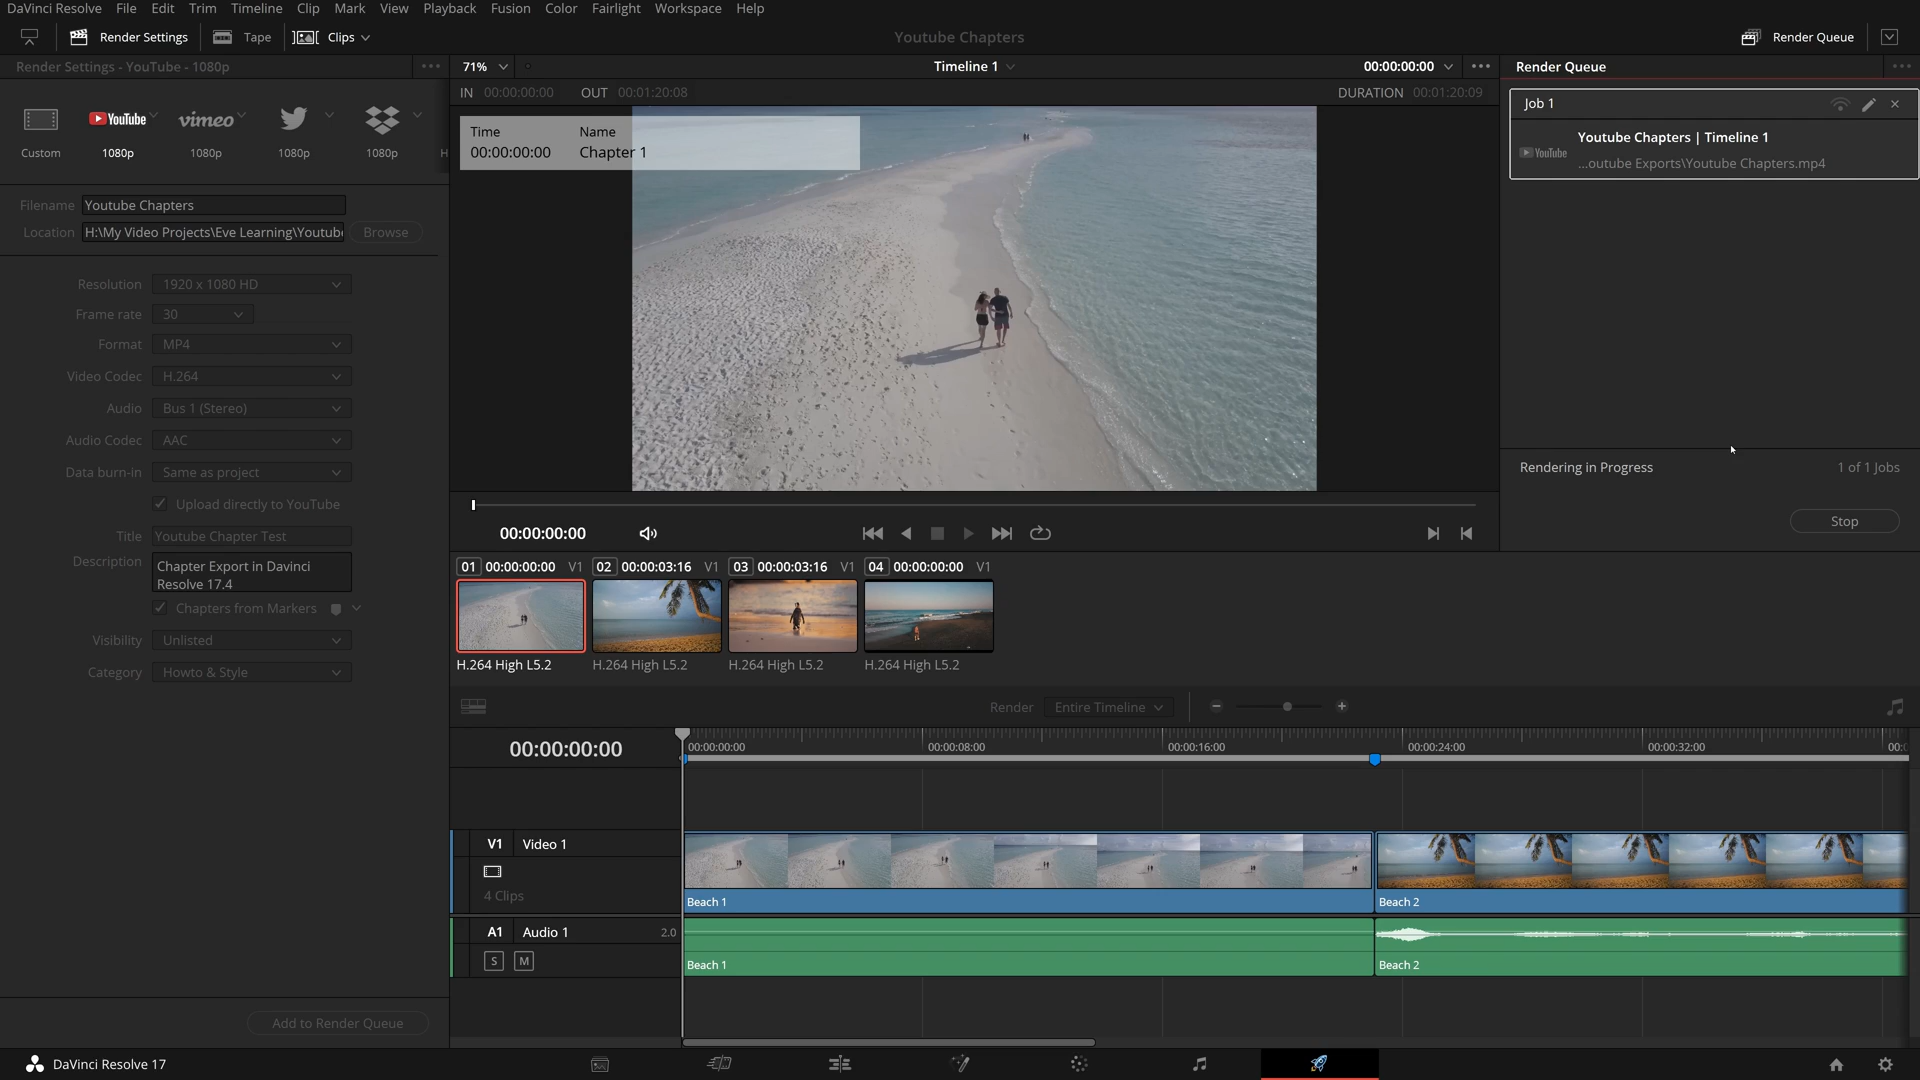 DaVinci Resolve File Edit Trim Timeline Clip Mark View Playback Fusion Color Fairlight Workspace Help
Render Settings Tape Clips Youtube Chapters Render Queue
Render Settings - YouTube - 1080p
71% Timeline 1 00:00:00:00
Render Queue
IN 00:00:00:00 OUT 00:01:20:08 DURATION 00:01:20:09
YouTube vimeo
Custom 1080p 1080p 1080p 1080p H
Time Name
00:00:00:00 Chapter 1
Job 1
Youtube Chapters | Timeline 1
YouTube
...outube Exports\Youtube Chapters.mp4
Filename Youtube Chapters
Location H:\My Video Projects\Eve Learning\Youtube Browse
Resolution 1920 x 1080 HD
Frame rate 30
Format MP4
Video Codec H.264
Audio Bus 1 (Stereo)
Audio Codec AAC
Data burn-in Same as project
Upload directly to YouTube
Title Youtube Chapter Test
Description Chapter Export in Davinci
Resolve 17.4
Chapters from Markers
Visibility Unlisted
Category Howto & Style
Add to Render Queue
Rendering in Progress 1 of 1 Jobs
Stop
00:00:00:00
01 00:00:00:00 V1 02 00:00:03:16 V1 03 00:00:03:16 V1 04 00:00:00:00 V1
H.264 High L5.2 H.264 High L5.2 H.264 High L5.2 H.264 High L5.2
Render Entire Timeline
00:00:00:00
00:00:00:00 00:00:08:00 00:00:16:00 00:00:24:00 00:00:32:00 00:0
V1 Video 1
4 Clips
Beach 1 Beach 2
A1 Audio 1 2.0
S M
Beach 1 Beach 2
DaVinci Resolve 17